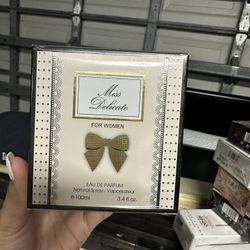 Miss
Delicate
FOR WOMEN
EAU DE PARFUM
Natural Spray - Vaporisateur
℮100ml 3.4 fl.oz.